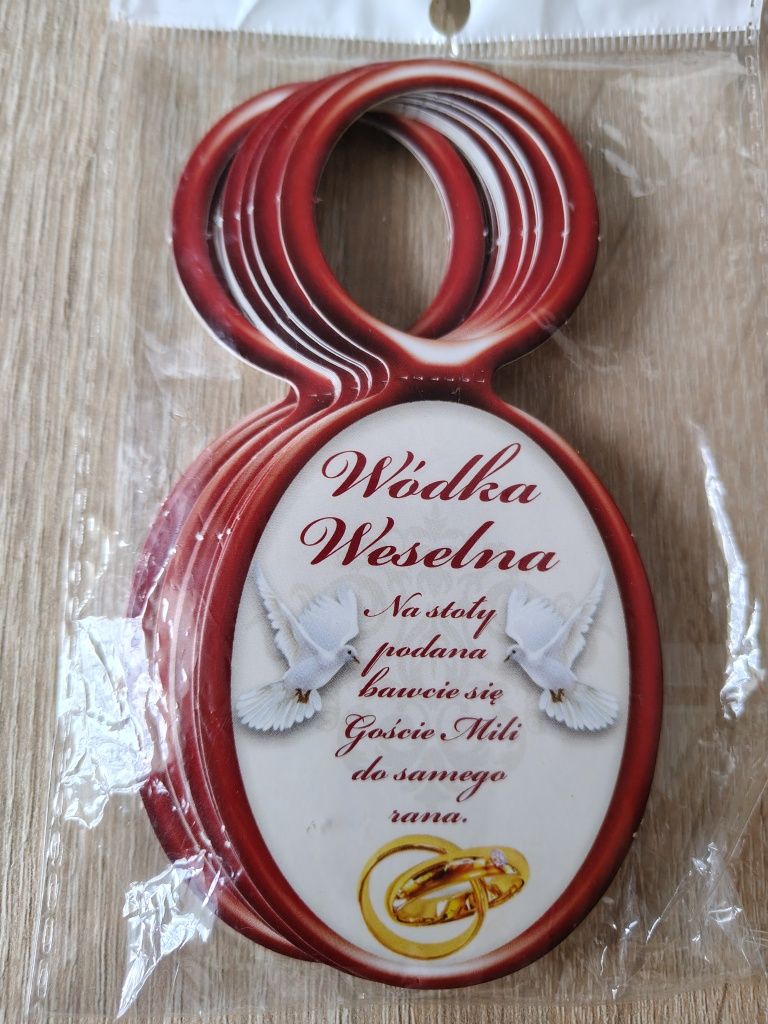 Wódka
Weselna
Na stoły
podana
bawcie się
Goście Mili
do samego
rana.